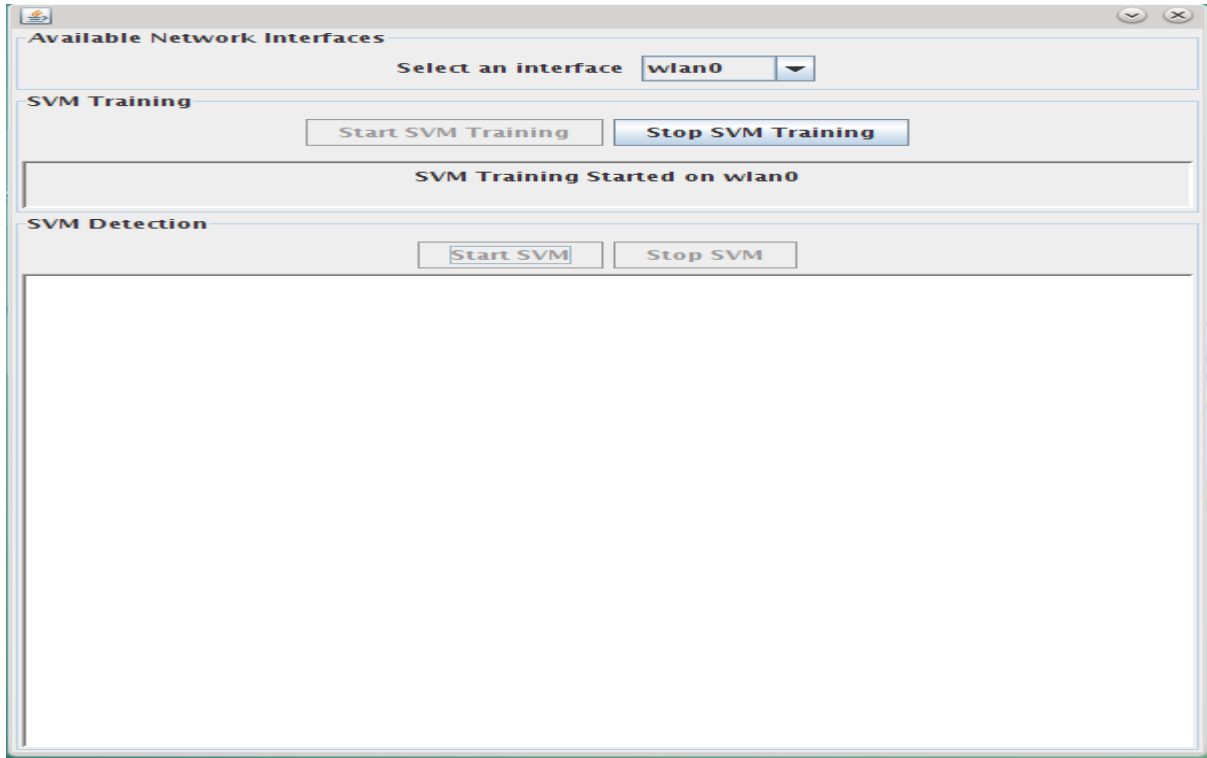 Available Network Interfaces
Select an interface wlan0
SVM Training
Start SVM Training Stop SVM Training
SVM Training Started on wlan0
SVM Detection
Start SVM Stop SVM